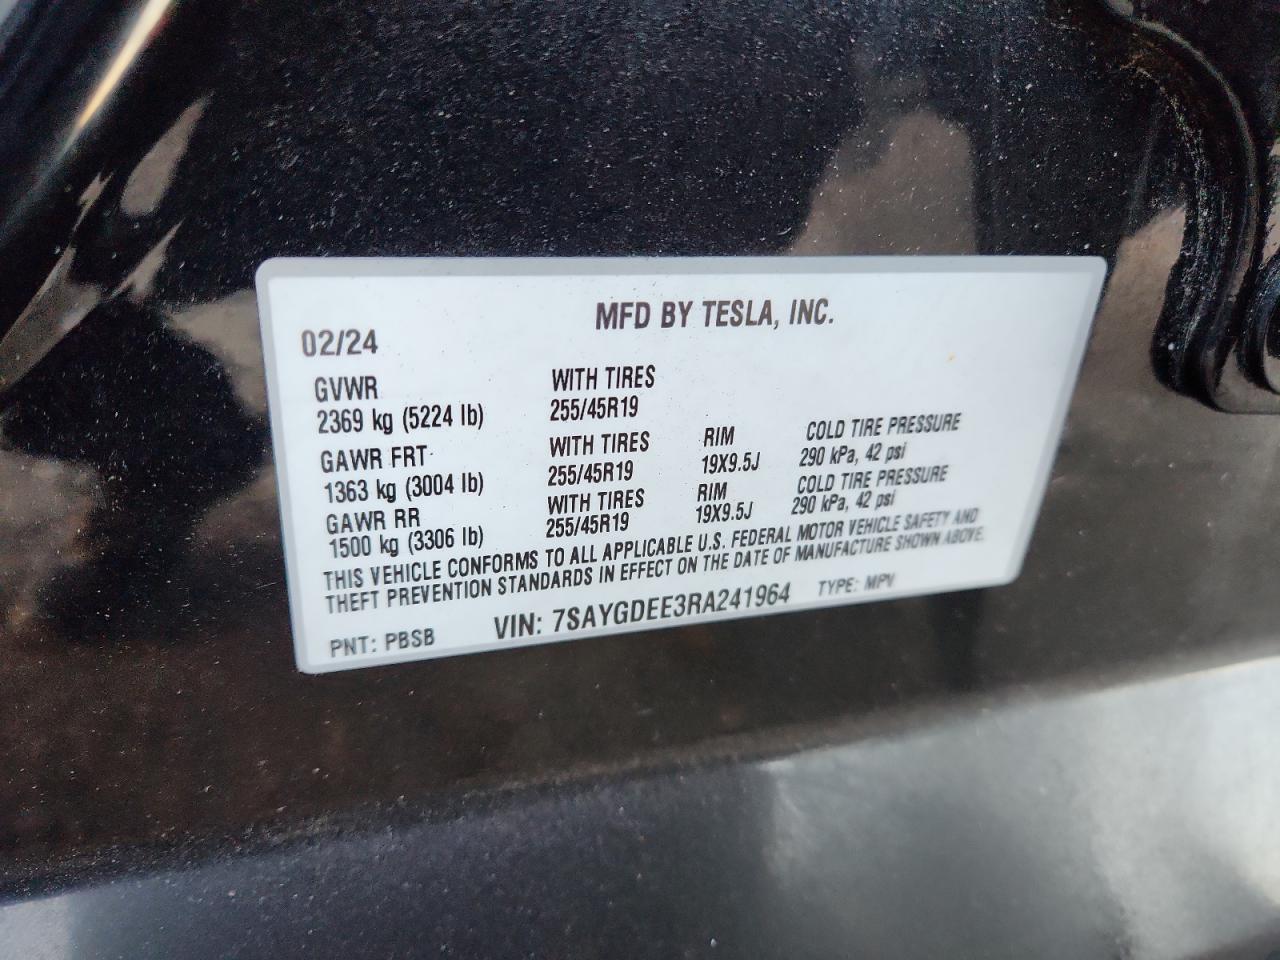 MFD BY TESLA, INC.
02/24
GVWR WITH TIRES
2369 kg (5224 lb) 255/45R19
GAWR FRT WITH TIRES RIM COLD TIRE PRESSURE
1363 kg (3004 lb) 255/45R19 19X9.5J 290 kPa, 42 psi
GAWR RR WITH TIRES RIM COLD TIRE PRESSURE
1500 kg (3306 lb) 255/45R19 19X9.5J 290 kPa, 42 psi
THIS VEHICLE CONFORMS TO ALL APPLICABLE U.S. FEDERAL MOTOR VEHICLE SAFETY AND
THEFT PREVENTION STANDARDS IN EFFECT ON THE DATE OF MANUFACTURE SHOWN ABOVE.
PNT: PBSB VIN: 7SAYGDEE3RA241964 TYPE: MPV